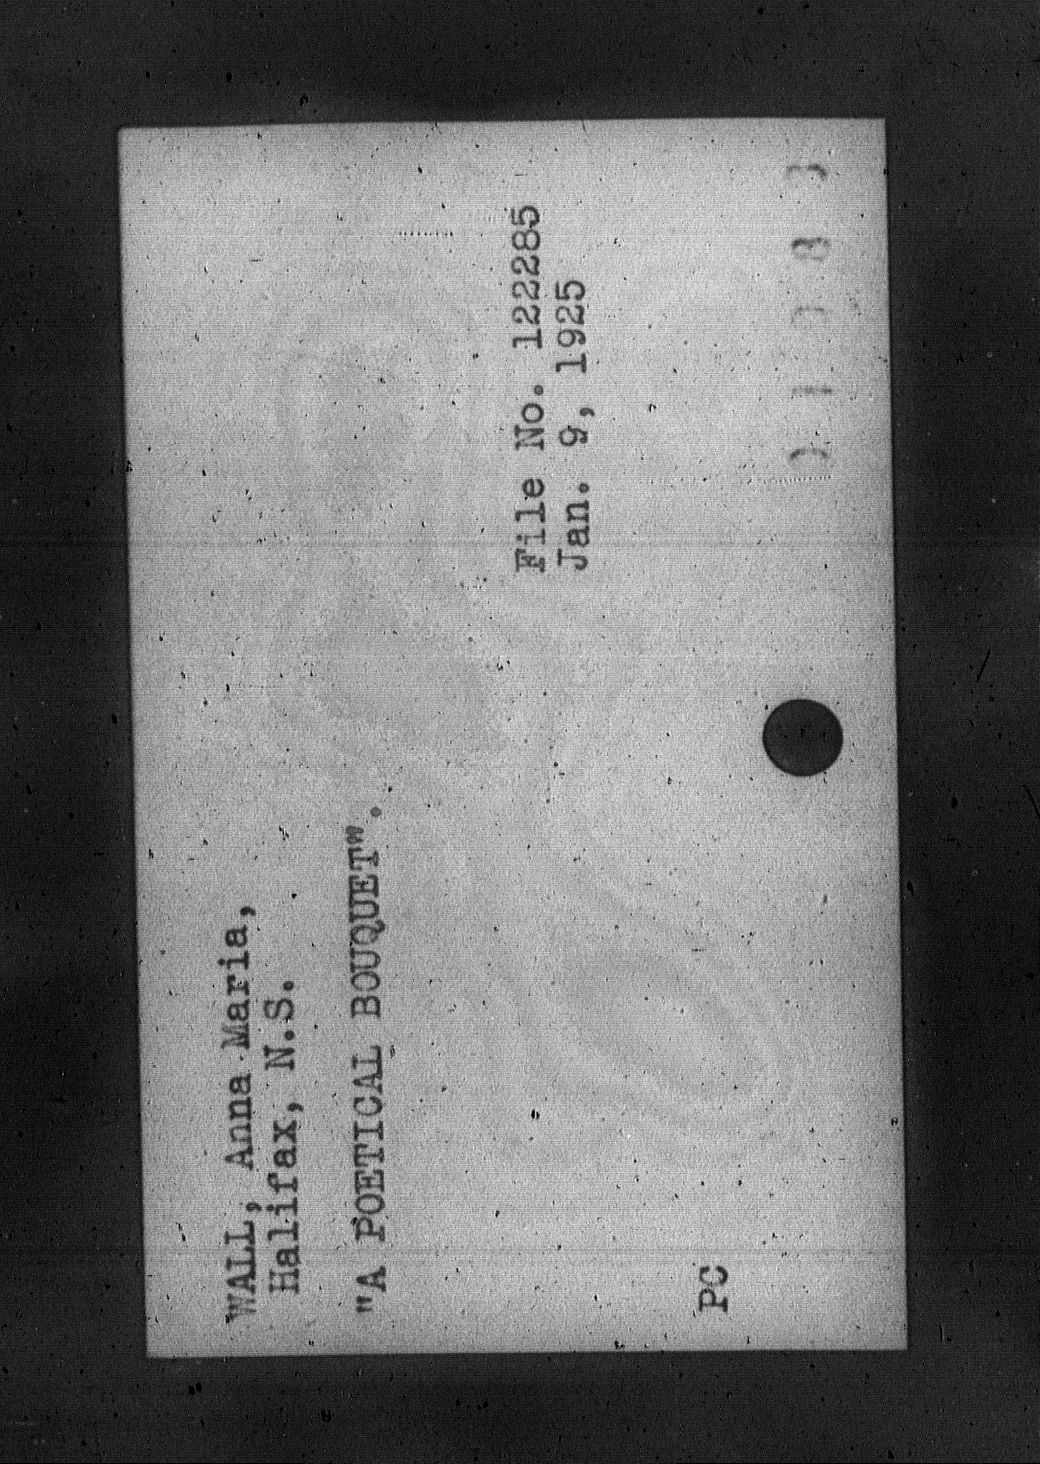 WALL, Anna Maria,
Halifax, N.S.
"A POETICAL BOUQUET".
File No. 122285
Jan. 9, 1925
PC